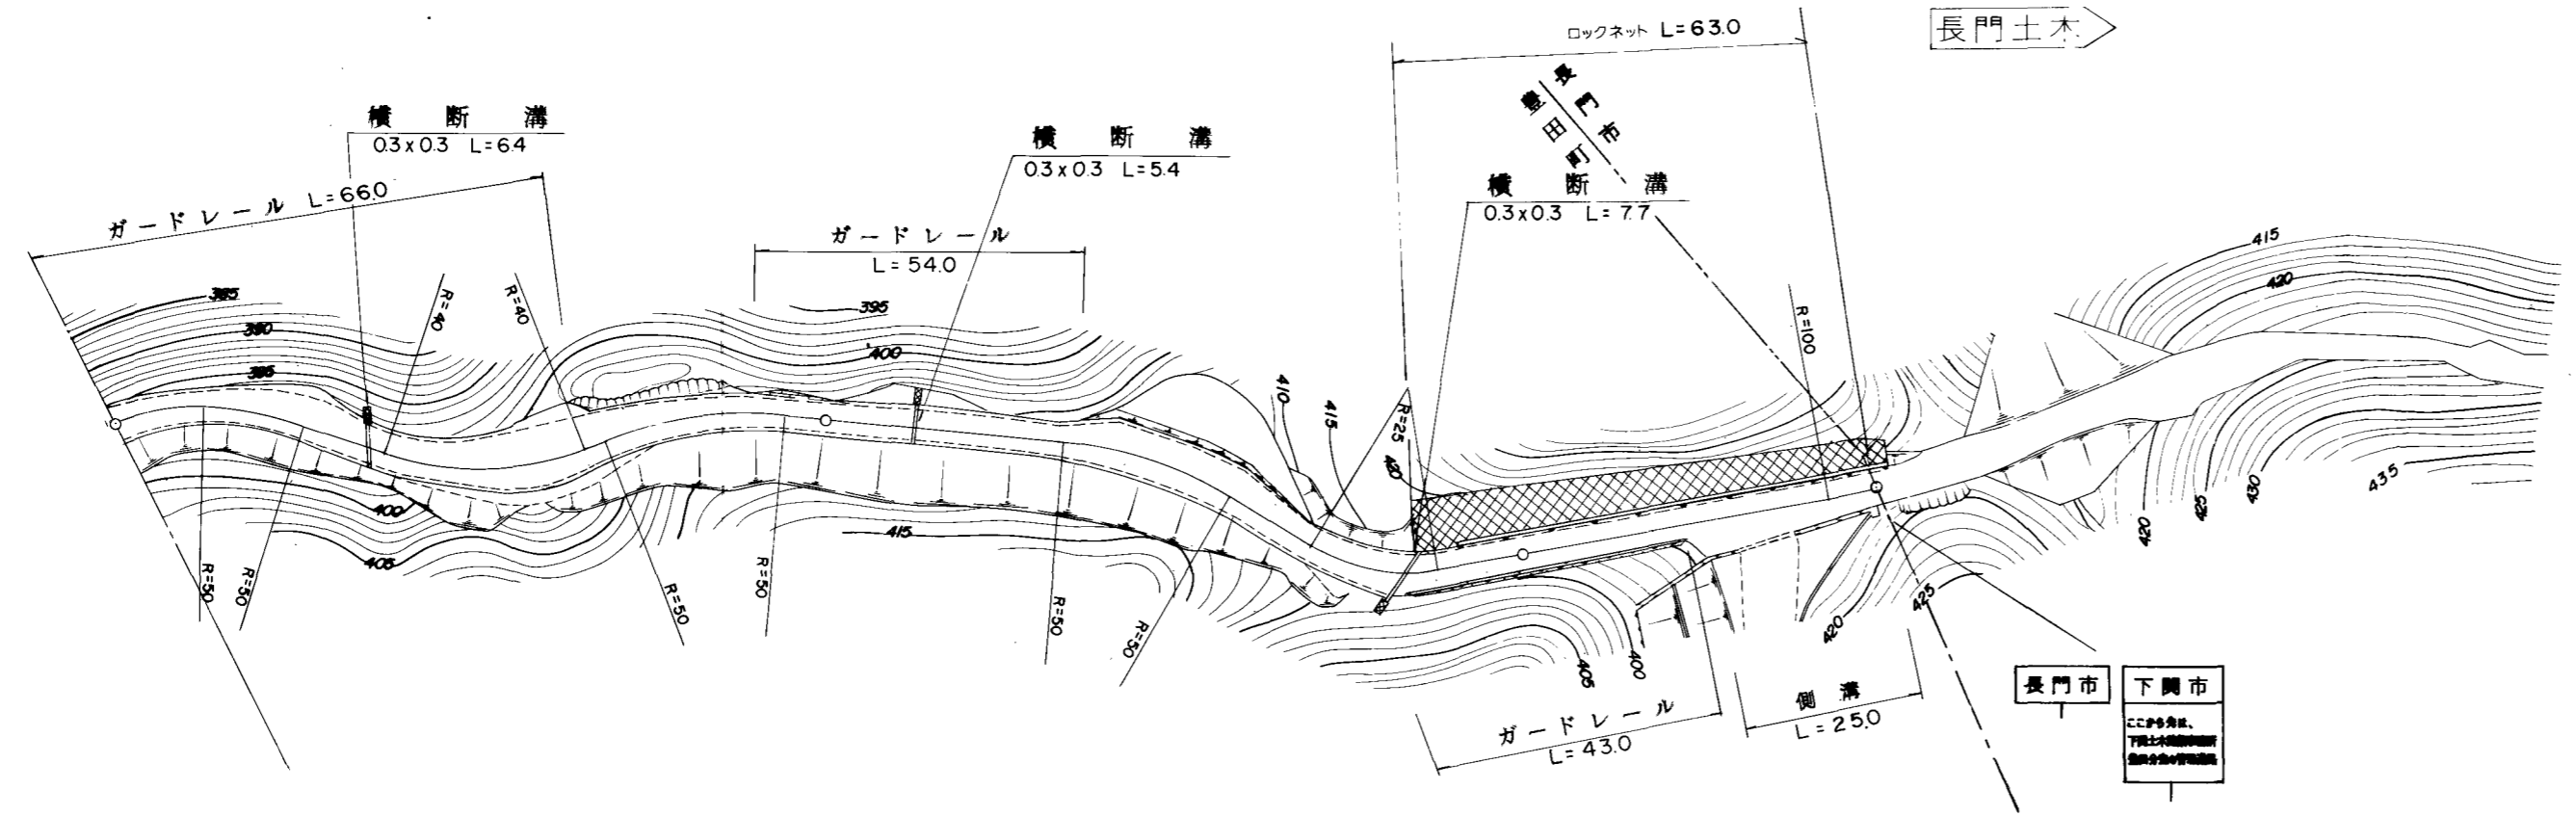 長門土木
ロックネット L=63.0
長門市
豊田町
横断溝
0.3x0.3 L=6.4
横断溝
0.3x0.3 L=5.4
横断溝
0.3x0.3 L=7.7
ガードレール L=66.0
ガードレール
L=54.0
385
390
395
R=40
R=40
395
400
410
415
R=25
420
R=100
415
420
400
405
415
R=50
R=50
R=50
R=50
R=50
R=50
405
400
420
425
420
425
430
435
ガードレール
L=43.0
側溝
L=25.0
長門市
下関市
ここから先は、